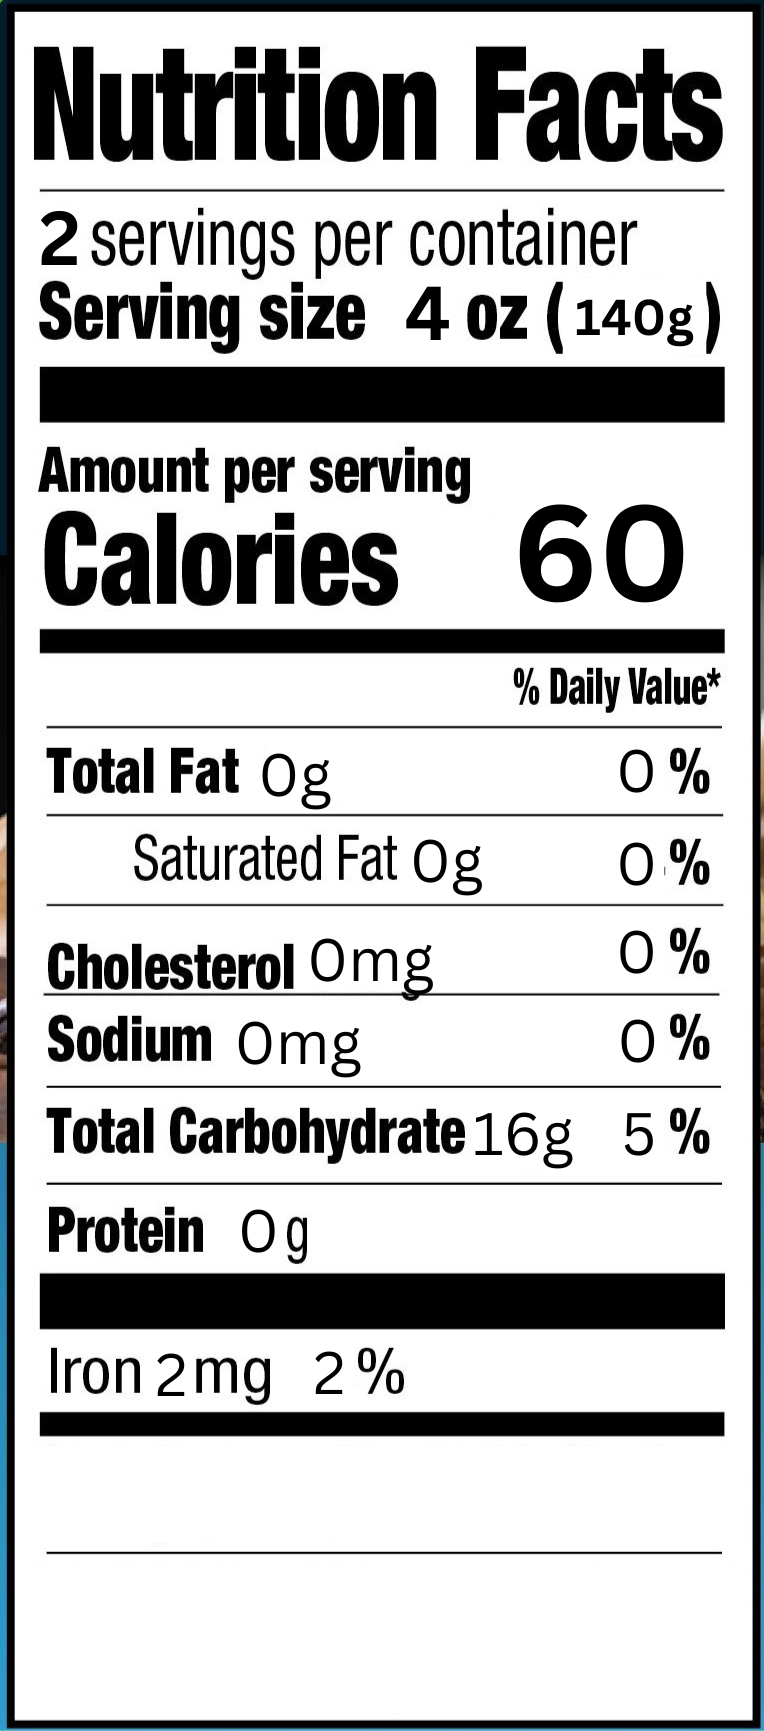 Nutrition Facts
2 servings per container
Serving size 4 oz (140g)
Amount per serving
Calories 60
% Daily Value*
Total Fat 0g 0 %
Saturated Fat 0g 0 %
Cholesterol 0mg 0 %
Sodium 0mg 0 %
Total Carbohydrate 16g 5 %
Protein 0g
Iron 2mg 2%